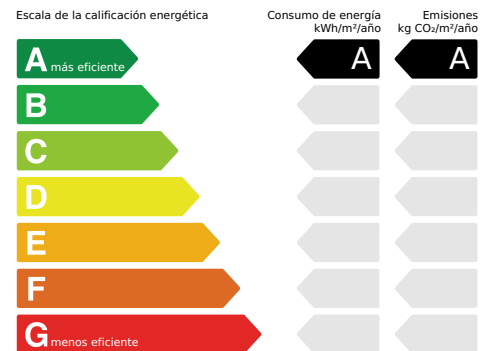 Escala de la calificación energética
Consumo de energía
kWh/m²/año
Emisiones
kg CO₂/m²/año
A más eficiente
A
A
B
C
D
E
F
G menos eficiente